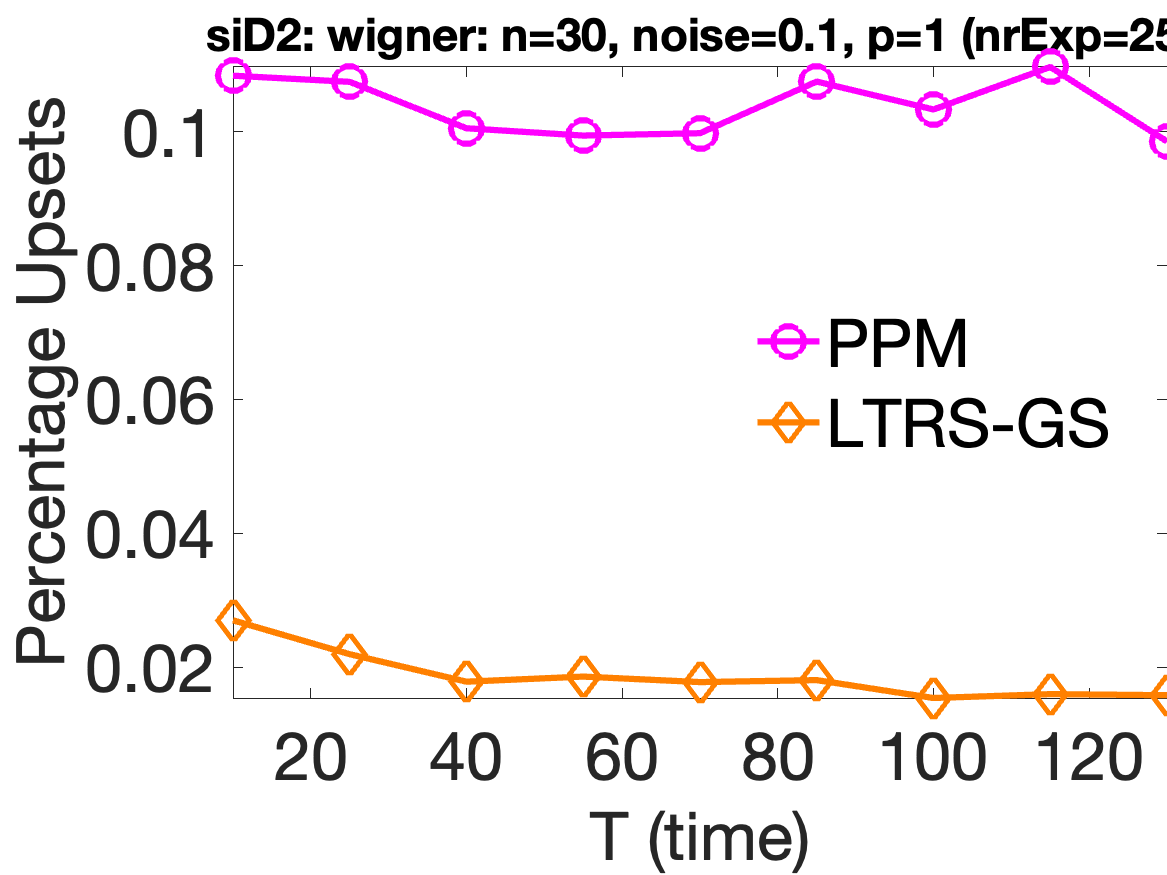 siD2: wigner: n=30, noise=0.1, p=1 (nrExp=25
Percentage Upsets
0.1
0.08
0.06
0.04
0.02
PPM
LTRS-GS
20 40 60 80 100 120
T (time)